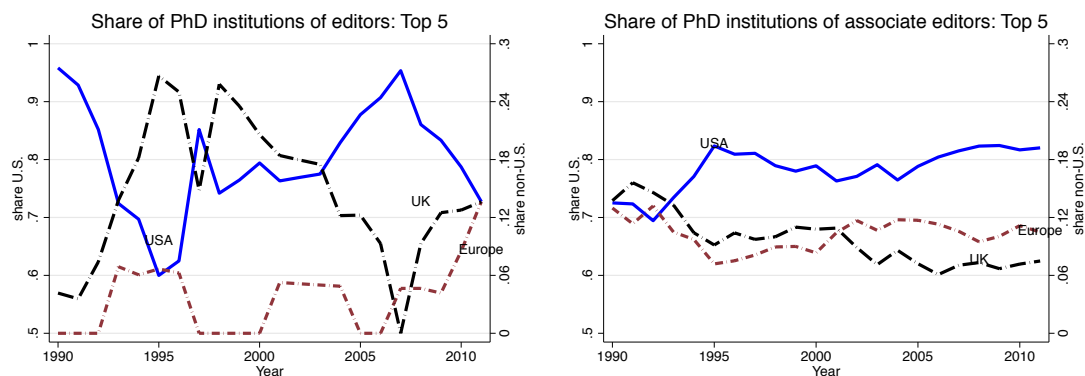 Share of PhD institutions of editors: Top 5
share U.S.
1
.9
.8
.7
.6
.5
share non-U.S.
.3
.24
.18
.12
.06
0
USA
UK
Europe
1990 1995 2000 2005 2010
Year
Share of PhD institutions of associate editors: Top 5
share U.S.
1
.9
.8
.7
.6
.5
share non-U.S.
.3
.24
.18
.12
.06
0
USA
Europe
UK
1990 1995 2000 2005 2010
Year